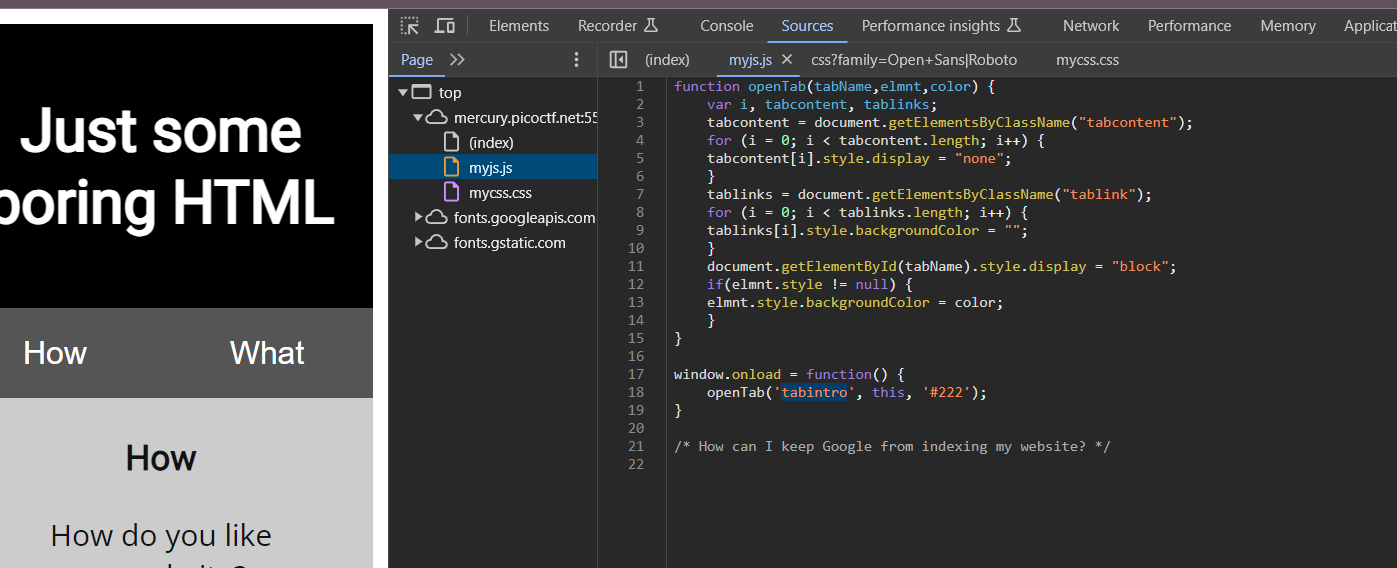 Just some
boring HTML
How
What
How
How do you like
Elements
Recorder
Console
Sources
Performance insights
Network
Performance
Memory
Applicat
Page
(index)
myjs.js
css?family=Open+Sans|Roboto
mycss.css
top
mercury.picoctf.net:55
(index)
myjs.js
mycss.css
fonts.googleapis.com
fonts.gstatic.com
1 function openTab(tabName,elmnt,color) {
2 var i, tabcontent, tablinks;
3 tabcontent = document.getElementsByClassName("tabcontent");
4 for (i = 0; i < tabcontent.length; i++) {
5 tabcontent[i].style.display = "none";
6 }
7 tablinks = document.getElementsByClassName("tablink");
8 for (i = 0; i < tablinks.length; i++) {
9 tablinks[i].style.backgroundColor = "";
10 }
11 document.getElementById(tabName).style.display = "block";
12 if(elmnt.style != null) {
13 elmnt.style.backgroundColor = color;
14 }
15 }
16
17 window.onload = function() {
18 openTab('tabintro', this, '#222');
19 }
20
21 /* How can I keep Google from indexing my website? */
22